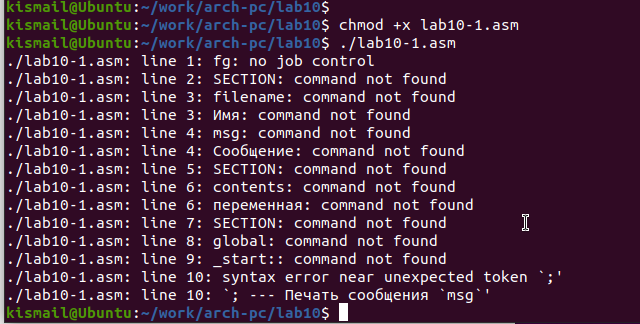 kismail@Ubuntu:~/work/arch-pc/lab10$
kismail@Ubuntu:~/work/arch-pc/lab10$ chmod +x lab10-1.asm
kismail@Ubuntu:~/work/arch-pc/lab10$ ./lab10-1.asm
./lab10-1.asm: line 1: fg: no job control
./lab10-1.asm: line 2: SECTION: command not found
./lab10-1.asm: line 3: filename: command not found
./lab10-1.asm: line 3: Имя: command not found
./lab10-1.asm: line 4: msg: command not found
./lab10-1.asm: line 4: Сообщение: command not found
./lab10-1.asm: line 5: SECTION: command not found
./lab10-1.asm: line 6: contents: command not found
./lab10-1.asm: line 6: переменная: command not found
./lab10-1.asm: line 7: SECTION: command not found
./lab10-1.asm: line 8: global: command not found
./lab10-1.asm: line 9: _start:: command not found
./lab10-1.asm: line 10: syntax error near unexpected token `;'
./lab10-1.asm: line 10: `; --- Печать сообщения `msg`'
kismail@Ubuntu:~/work/arch-pc/lab10$